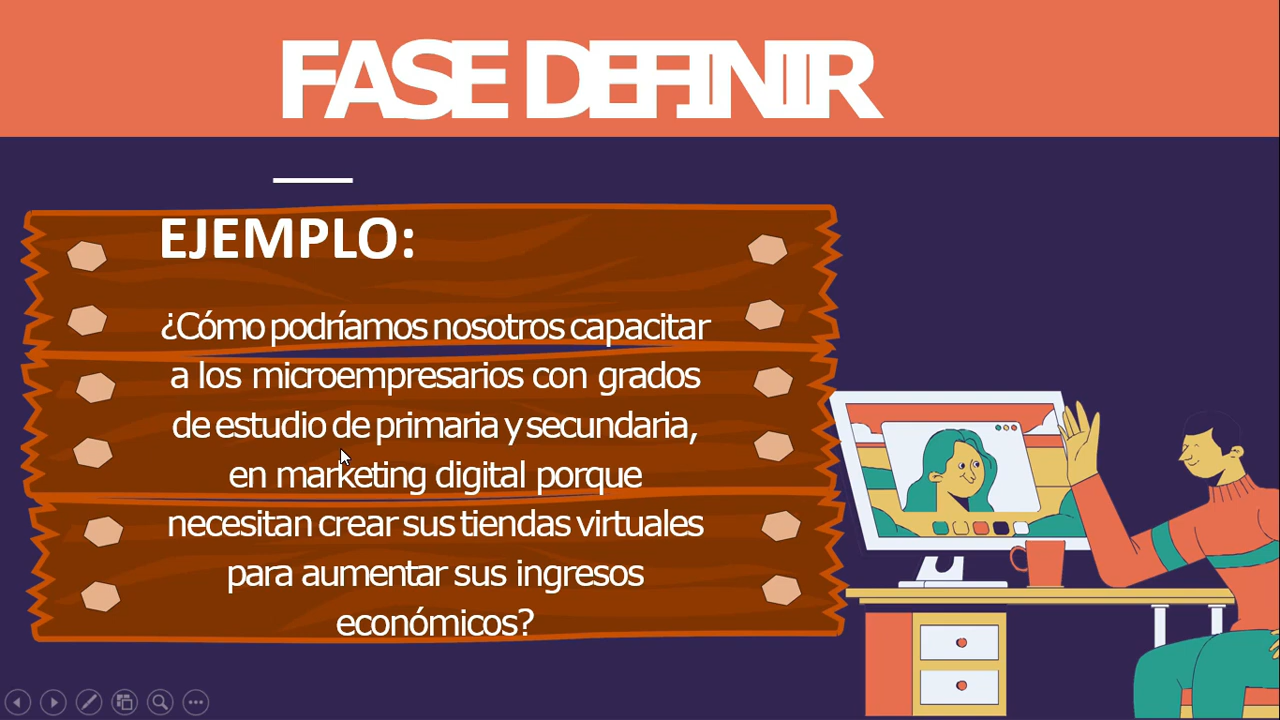 FASE DEFINIR
EJEMPLO:
¿Cómo podríamos nosotros capacitar
a los microempresarios con grados
de estudio de primaria y secundaria,
en marketing digital porque
necesitan crear sus tiendas virtuales
para aumentar sus ingresos
económicos?